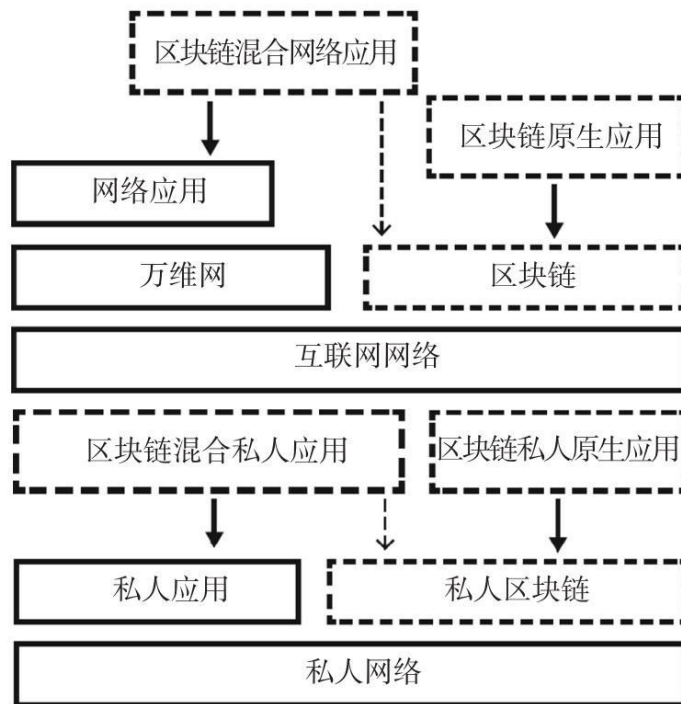 区块链混合网络应用
区块链原生应用
网络应用
万维网
区块链
互联网网络
区块链混合私人应用
区块链私人原生应用
私人应用
私人区块链
私人网络